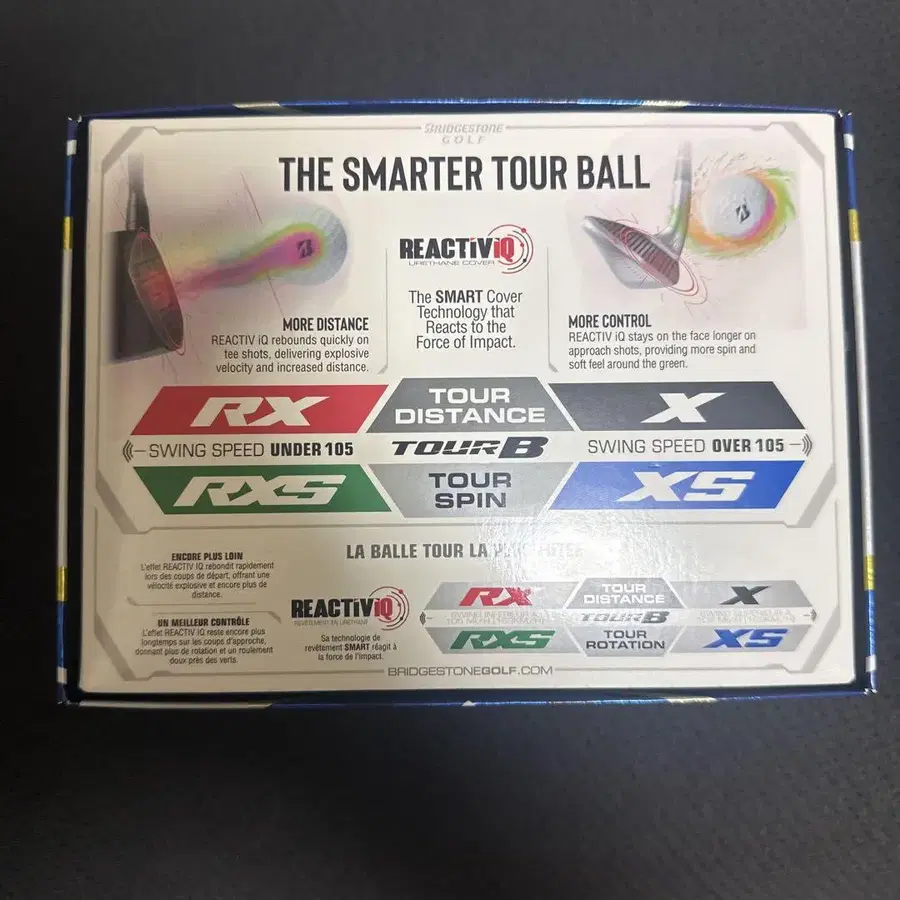 BRIDGESTONE
GOLF
THE SMARTER TOUR BALL
REACTiV iQ
URETHANE COVER
The SMART Cover
Technology that
Reacts to the
Force of Impact.
MORE DISTANCE
REACTIV iQ rebounds quickly on
tee shots, delivering explosive
velocity and increased distance.
MORE CONTROL
REACTIV iQ stays on the face longer on
approach shots, providing more spin and
soft feel around the green.
RX
TOUR
DISTANCE
X
SWING SPEED UNDER 105
TOUR B
SWING SPEED OVER 105
RXS
TOUR
SPIN
XS
LA BALLE TOUR LA
ENCORE PLUS LOIN
L'effet REACTIV IQ rebondit rapidement
lors des coups de départ, offrant une
vélocité explosive et encore plus de
distance.
UN MEILLEUR CONTRÔLE
L'effet REACTIV IQ reste encore plus
longtemps sur les coups d'approche,
donnant plus de rotation et un roulement
doux près des verts.
REACTiV iQ
REVÊTEMENT EN URÉTHANE
Sa technologie de
revêtement SMART réagit à
la force de l'impact.
RX
TOUR
DISTANCE
X
TOUR B
RXS
TOUR
ROTATION
XS
BRIDGESTONEGOLF.COM